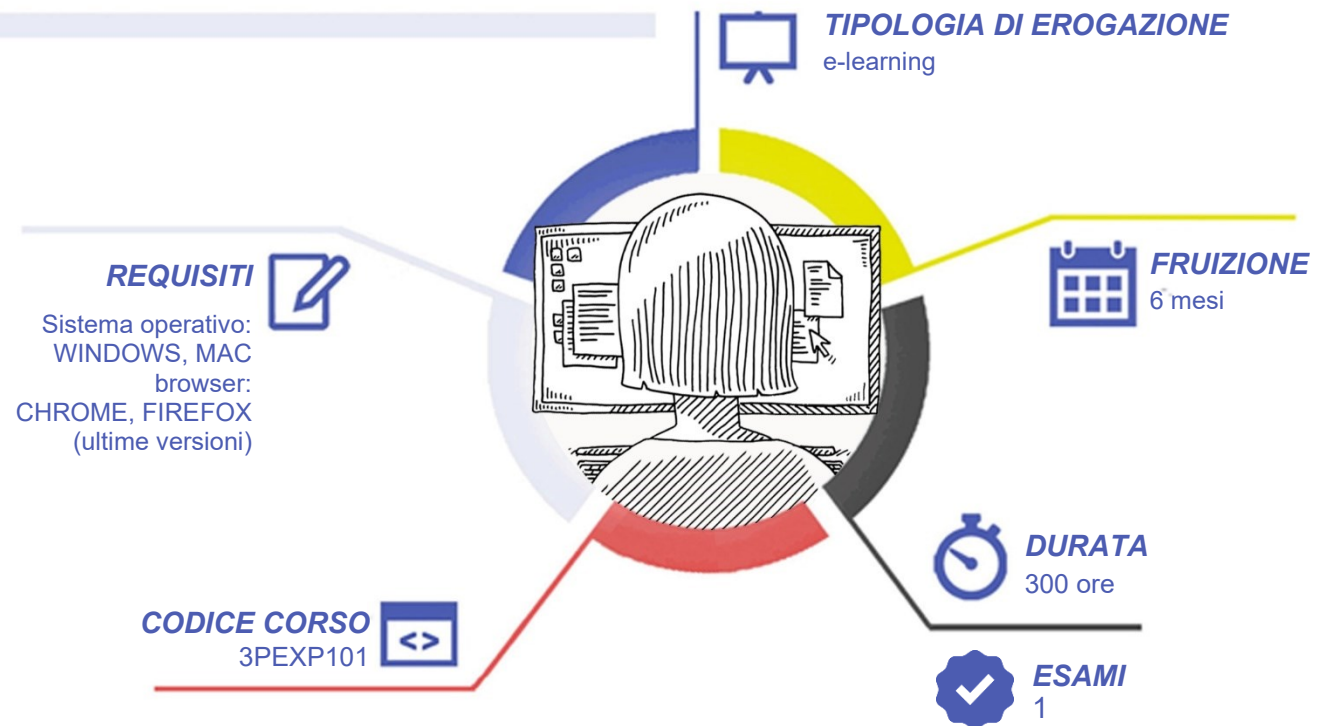 TIPOLOGIA DI EROGAZIONE
e-learning
REQUISITI
Sistema operativo:
WINDOWS, MAC
browser:
CHROME, FIREFOX
(ultime versioni)
FRUIZIONE
6 mesi
DURATA
300 ore
CODICE CORSO
3PEXP101
<>
ESAMI
1